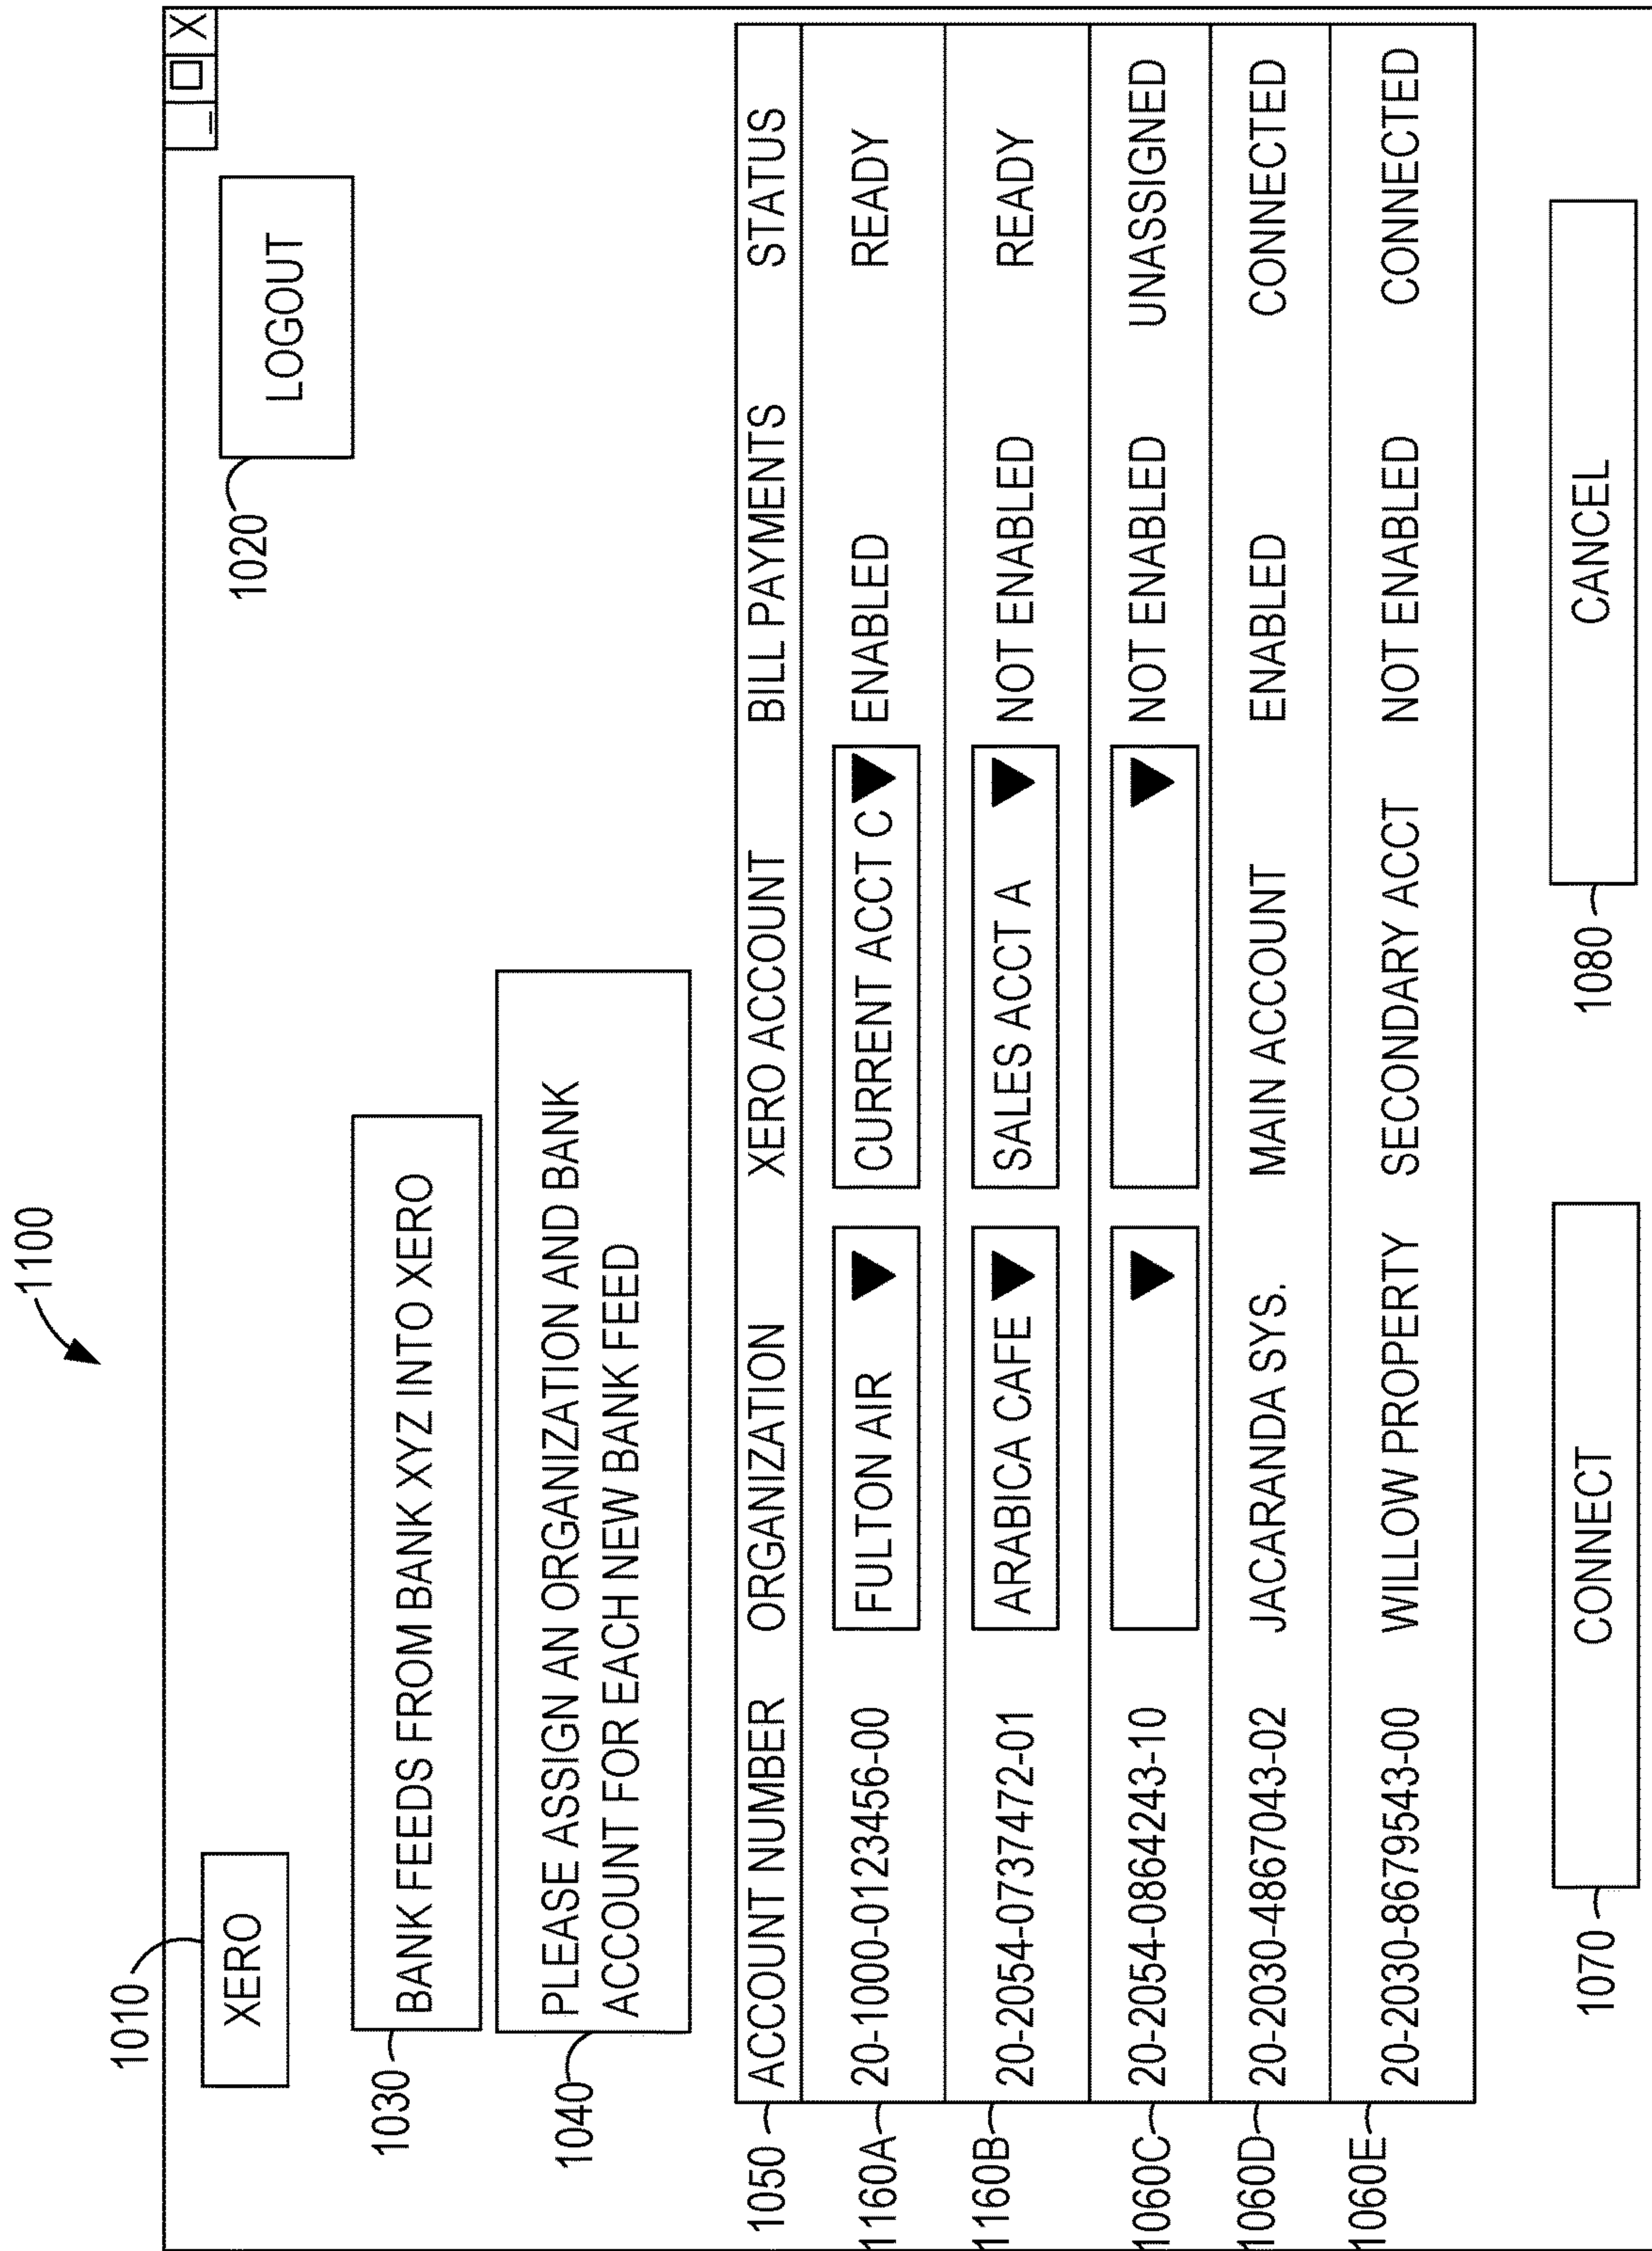 1100
1010
XERO
1020
LOGOUT
_ X
1030
BANK FEEDS FROM BANK XYZ INTO XERO
1040
PLEASE ASSIGN AN ORGANIZATION AND BANK
ACCOUNT FOR EACH NEW BANK FEED
1050 ACCOUNT NUMBER ORGANIZATION XERO ACCOUNT BILL PAYMENTS STATUS
1160A 20-1000-0123456-00 FULTON AIR CURRENT ACCT C ENABLED READY
1160B 20-2054-0737472-01 ARABICA CAFE SALES ACCT A NOT ENABLED READY
1060C 20-2054-0864243-10 NOT ENABLED UNASSIGNED
1060D 20-2030-4867043-02 JACARANDA SYS. MAIN ACCOUNT ENABLED CONNECTED
1060E 20-2030-8679543-00 WILLOW PROPERTY SECONDARY ACCT NOT ENABLED CONNECTED
1070 CONNECT 1080 CANCEL